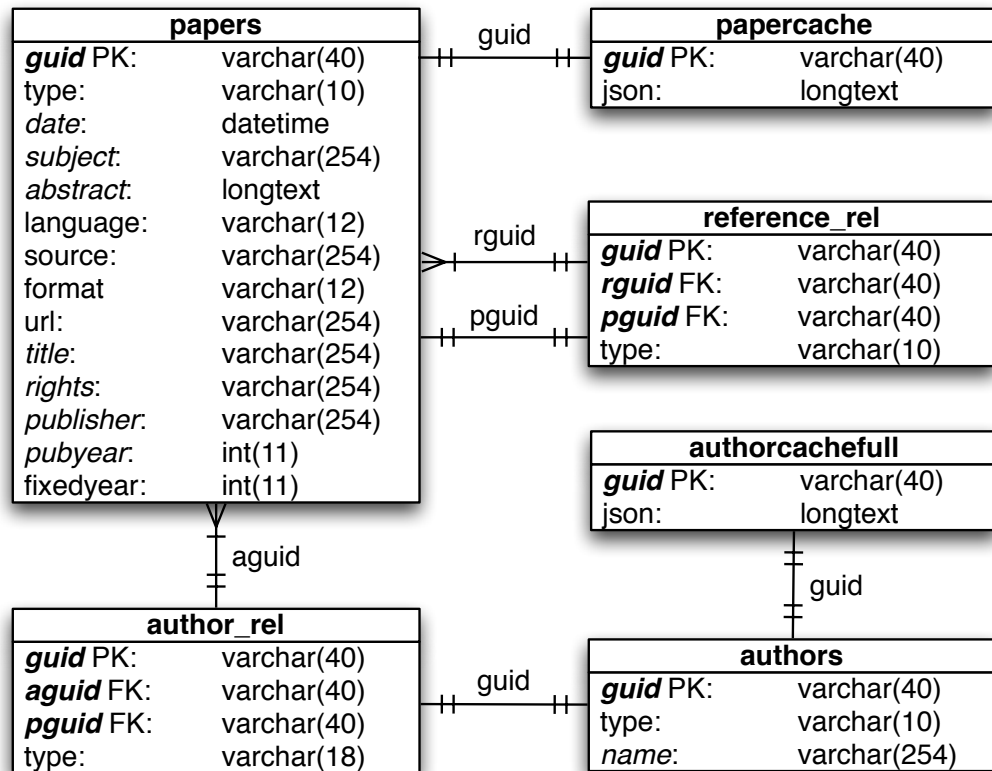 papers
guid PK: varchar(40)
type: varchar(10)
date: datetime
subject: varchar(254)
abstract: longtext
language: varchar(12)
source: varchar(254)
format varchar(12)
url: varchar(254)
title: varchar(254)
rights: varchar(254)
publisher: varchar(254)
pubyear: int(11)
fixedyear: int(11)
guid
papercache
guid PK: varchar(40)
json: longtext
rguid
pguid
reference_rel
guid PK: varchar(40)
rguid FK: varchar(40)
pguid FK: varchar(40)
type: varchar(10)
authorcachefull
guid PK: varchar(40)
json: longtext
aguid
guid
author_rel
guid PK: varchar(40)
aguid FK: varchar(40)
pguid FK: varchar(40)
type: varchar(18)
guid
authors
guid PK: varchar(40)
type: varchar(10)
name: varchar(254)